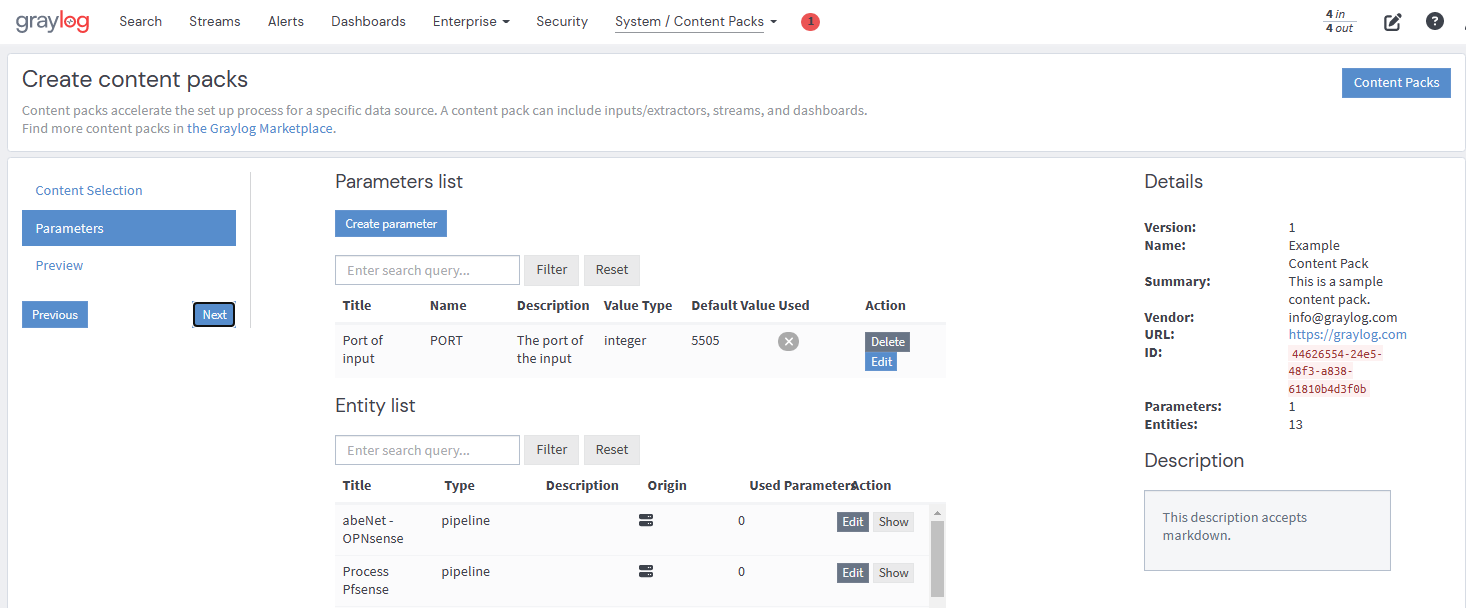 graylog Search Streams Alerts Dashboards Enterprise Security System / Content Packs 1 4 in
4 out ?
Create content packs
Content Packs
Content packs accelerate the set up process for a specific data source. A content pack can include inputs/extractors, streams, and dashboards.
Find more content packs in the Graylog Marketplace.
Content Selection
Parameters
Preview
Previous Next
Parameters list
Create parameter
Enter search query... Filter Reset
Title Name Description Value Type Default Value Used Action
Port of PORT The port of integer 5505 Delete
input the input Edit
Entity list
Enter search query... Filter Reset
Title Type Description Origin Used Parameters Action
abeNet - pipeline 0 Edit Show
OPNsense
Process pipeline 0 Edit Show
Pfsense
Details
Version: 1
Name: Example
Content Pack
Summary: This is a sample
content pack.
Vendor: info@graylog.com
URL: https://graylog.com
ID: 44626554-24e5-
48f3-a838-
61810b4d3f0b
Parameters: 1
Entities: 13
Description
This description accepts
markdown.